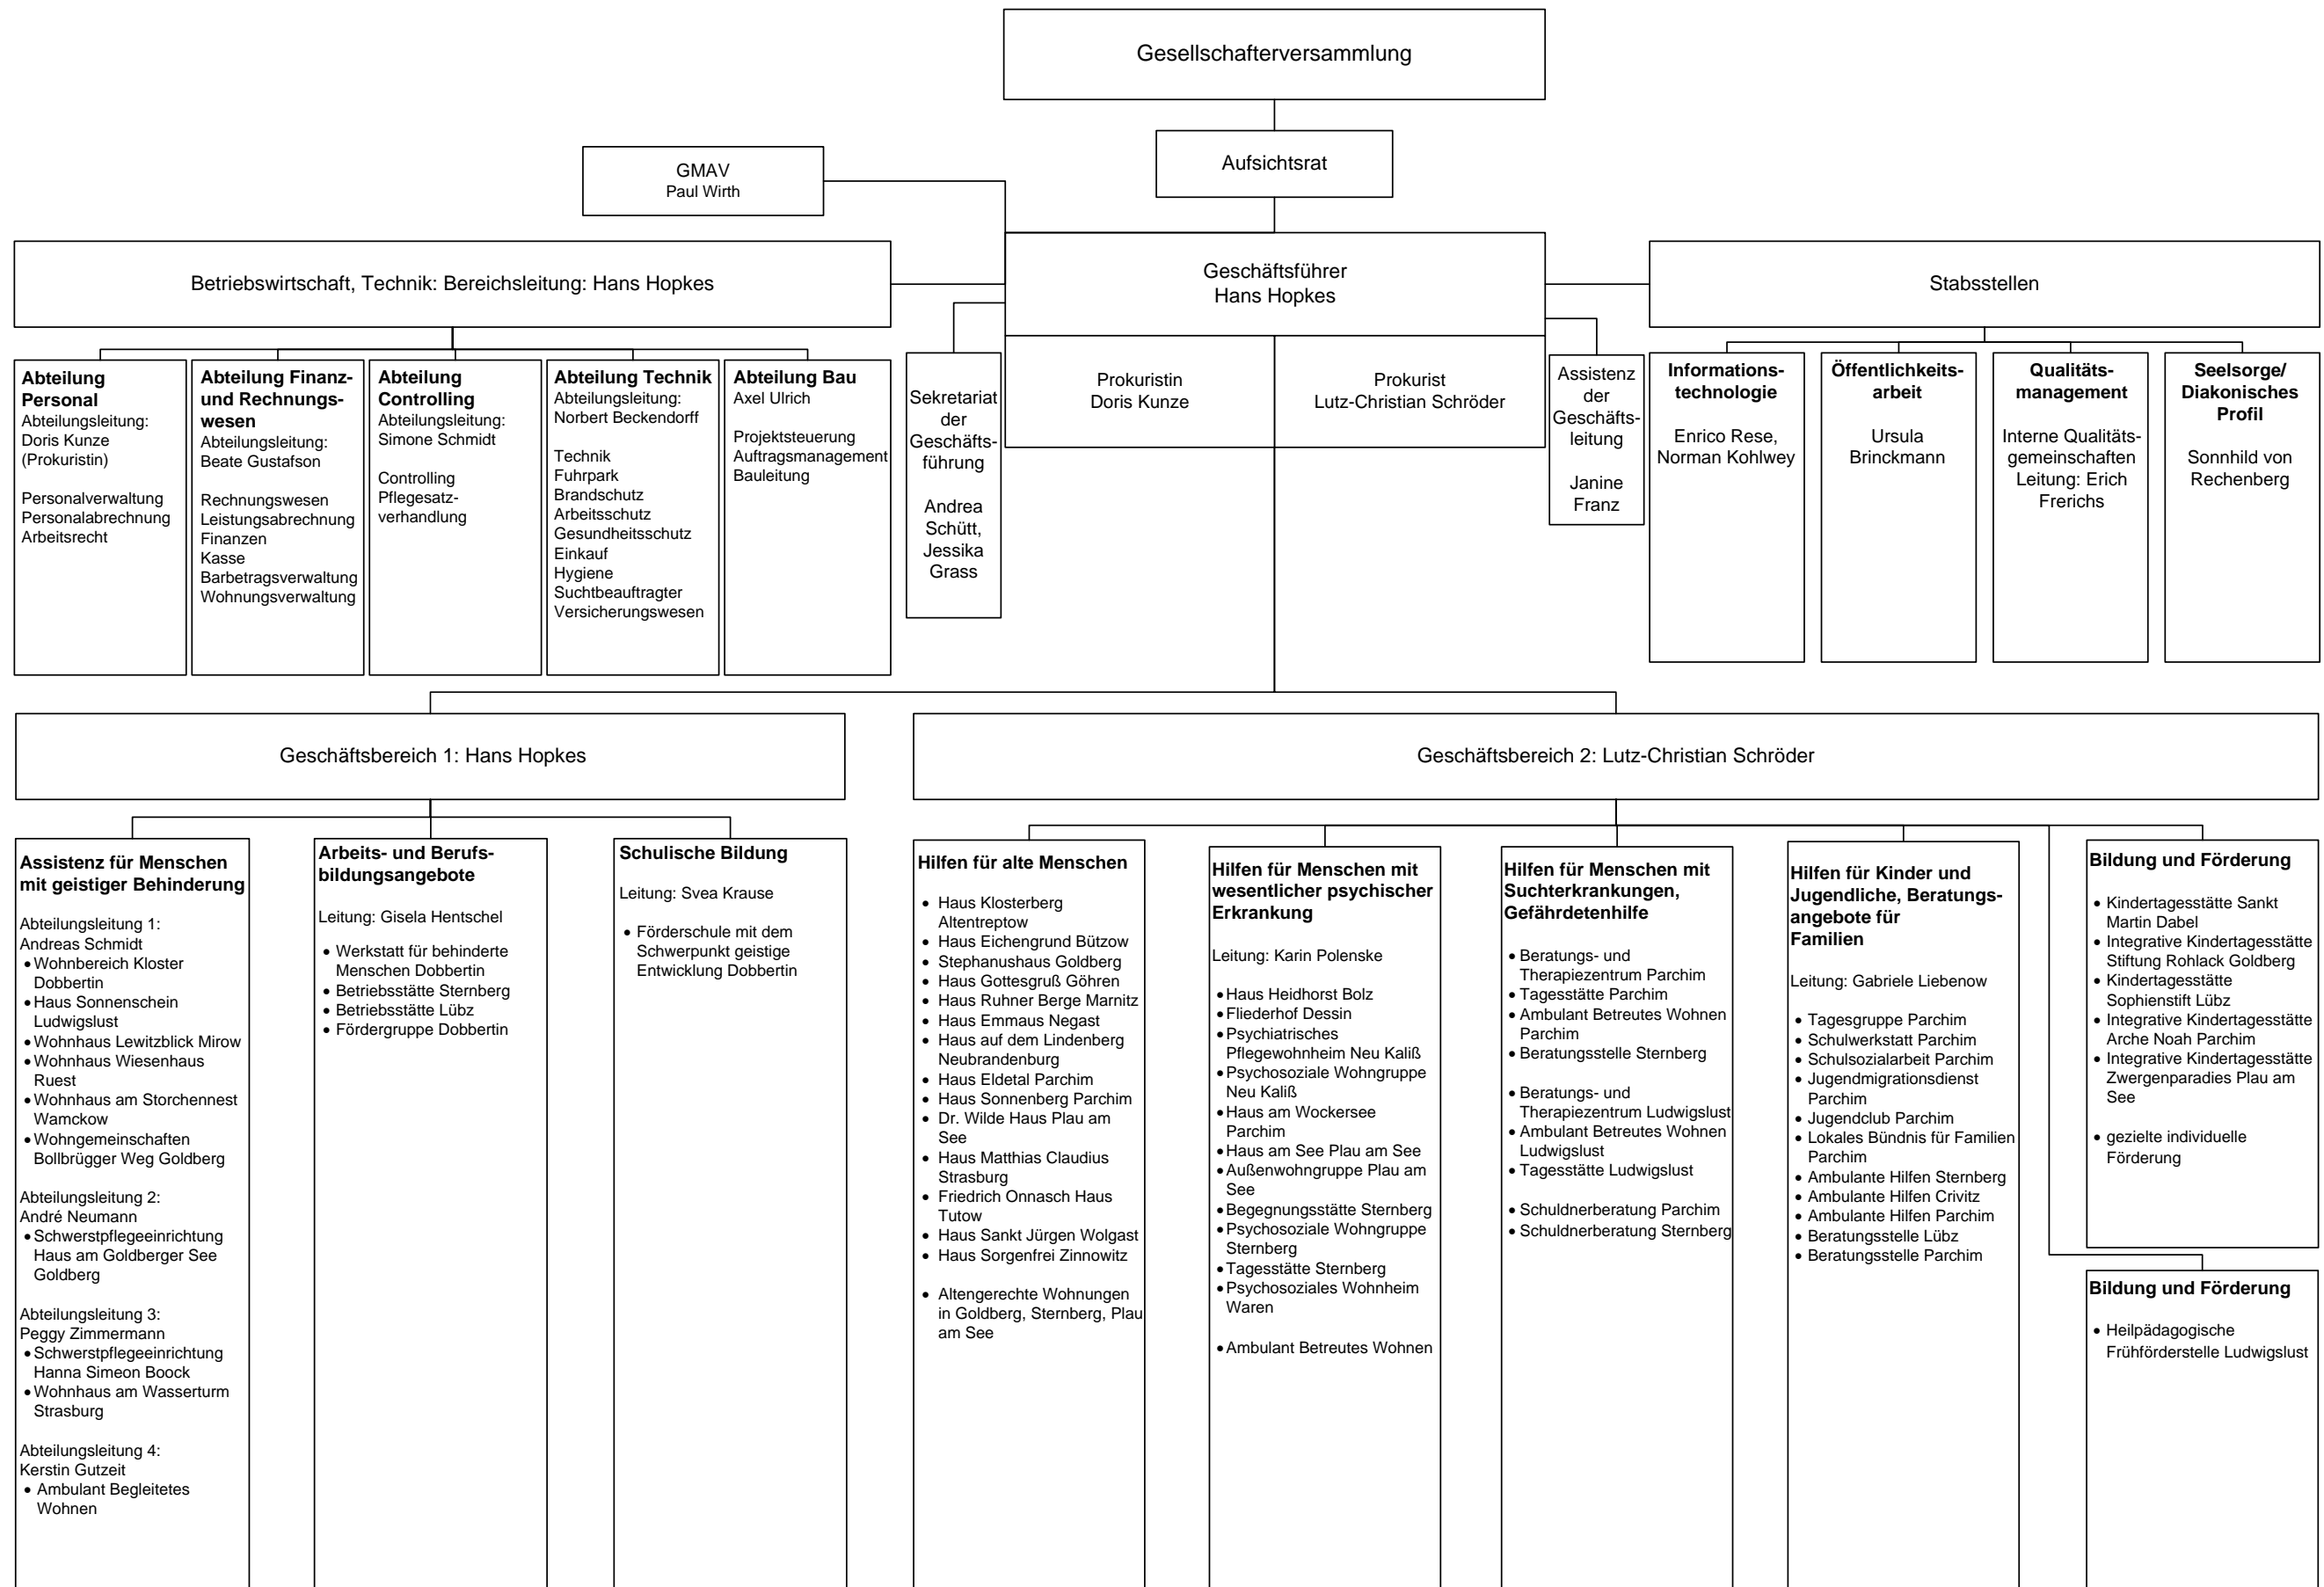 Gesellschafterversammlung
Aufsichtsrat
GMAV
Paul Wirth
Betriebswirtschaft, Technik: Bereichsleitung: Hans Hopkes
Geschäftsführer
Hans Hopkes
Stabsstellen
Abteilung
Personal
Abteilungsleitung:
Doris Kunze
(Prokuristin)
Personalverwaltung
Personalabrechnung
Arbeitsrecht
Abteilung Finanz-
und Rechnungs-
wesen
Abteilungsleitung:
Beate Gustafson
Rechnungswesen
Leistungsabrechnung
Finanzen
Kasse
Barbetragsverwaltung
Wohnungsverwaltung
Abteilung
Controlling
Abteilungsleitung:
Simone Schmidt
Controlling
Pflegesatz-
verhandlung
Abteilung Technik
Abteilungsleitung:
Norbert Beckendorff
Technik
Fuhrpark
Brandschutz
Arbeitsschutz
Gesundheitsschutz
Einkauf
Hygiene
Suchtbeauftragter
Versicherungswesen
Abteilung Bau
Axel Ulrich
Projektsteuerung
Auftragsmanagement
Bauleitung
Sekretariat
der
Geschäfts-
führung
Andrea
Schütt,
Jessika
Grass
Prokuristin
Doris Kunze
Prokurist
Lutz-Christian Schröder
Assistenz
der
Geschäfts-
leitung
Janine
Franz
Informations-
technologie
Enrico Rese,
Norman Kohlwey
Öffentlichkeits-
arbeit
Ursula
Brinckmann
Qualitäts-
management
Interne Qualitäts-
gemeinschaften
Leitung: Erich
Frerichs
Seelsorge/
Diakonisches
Profil
Sonnhild von
Rechenberg
Geschäftsbereich 1: Hans Hopkes
Geschäftsbereich 2: Lutz-Christian Schröder
Assistenz für Menschen
mit geistiger Behinderung
Abteilungsleitung 1:
Andreas Schmidt
• Wohnbereich Kloster
Dobbertin
• Haus Sonnenschein
Ludwigslust
• Wohnhaus Lewitzblick Mirow
• Wohnhaus Wiesenhaus
Ruest
• Wohnhaus am Storchennest
Wamckow
• Wohngemeinschaften
Bollbrügger Weg Goldberg
Abteilungsleitung 2:
André Neumann
• Schwerstpflegeeinrichtung
Haus am Goldberger See
Goldberg
Abteilungsleitung 3:
Peggy Zimmermann
• Schwerstpflegeeinrichtung
Hanna Simeon Boock
• Wohnhaus am Wasserturm
Strasburg
Abteilungsleitung 4:
Kerstin Gutzeit
• Ambulant Begleitetes
Wohnen
Arbeits- und Berufs-
bildungsangebote
Leitung: Gisela Hentschel
• Werkstatt für behinderte
Menschen Dobbertin
• Betriebsstätte Sternberg
• Betriebsstätte Lübz
• Fördergruppe Dobbertin
Schulische Bildung
Leitung: Svea Krause
• Förderschule mit dem
Schwerpunkt geistige
Entwicklung Dobbertin
Hilfen für alte Menschen
• Haus Klosterberg
Altentreptow
• Haus Eichengrund Bützow
• Stephanushaus Goldberg
• Haus Gottesgruß Göhren
• Haus Ruhner Berge Marnitz
• Haus Emmaus Negast
• Haus auf dem Lindenberg
Neubrandenburg
• Haus Eldetal Parchim
• Haus Sonnenberg Parchim
• Dr. Wilde Haus Plau am
See
• Haus Matthias Claudius
Strasburg
• Friedrich Onnasch Haus
Tutow
• Haus Sankt Jürgen Wolgast
• Haus Sorgenfrei Zinnowitz
• Altengerechte Wohnungen
in Goldberg, Sternberg, Plau
am See
Hilfen für Menschen mit
wesentlicher psychischer
Erkrankung
Leitung: Karin Polenske
• Haus Heidhorst Bolz
• Fliederhof Dessin
• Psychiatrisches
Pflegewohnheim Neu Kaliß
• Psychosoziale Wohngruppe
Neu Kaliß
• Haus am Wockersee
Parchim
• Haus am See Plau am See
• Außenwohngruppe Plau am
See
• Begegnungsstätte Sternberg
• Psychosoziale Wohngruppe
Sternberg
• Tagesstätte Sternberg
• Psychosoziales Wohnheim
Waren
• Ambulant Betreutes Wohnen
Hilfen für Menschen mit
Suchterkrankungen,
Gefährdetenhilfe
• Beratungs- und
Therapiezentrum Parchim
• Tagesstätte Parchim
• Ambulant Betreutes Wohnen
Parchim
• Beratungsstelle Sternberg
• Beratungs- und
Therapiezentrum Ludwigslust
• Ambulant Betreutes Wohnen
Ludwigslust
• Tagesstätte Ludwigslust
• Schuldnerberatung Parchim
• Schuldnerberatung Sternberg
Hilfen für Kinder und
Jugendliche, Beratungs-
angebote für
Familien
Leitung: Gabriele Liebenow
• Tagesgruppe Parchim
• Schulwerkstatt Parchim
• Schulsozialarbeit Parchim
• Jugendmigrationsdienst
Parchim
• Jugendclub Parchim
• Lokales Bündnis für Familien
Parchim
• Ambulante Hilfen Sternberg
• Ambulante Hilfen Crivitz
• Ambulante Hilfen Parchim
• Beratungsstelle Lübz
• Beratungsstelle Parchim
Bildung und Förderung
• Kindertagesstätte Sankt
Martin Dabel
• Integrative Kindertagesstätte
Stiftung Rohlack Goldberg
• Kindertagesstätte
Sophienstift Lübz
• Integrative Kindertagesstätte
Arche Noah Parchim
• Integrative Kindertagesstätte
Zwergenparadies Plau am
See
• gezielte individuelle
Förderung
Bildung und Förderung
• Heilpädagogische
Frühförderstelle Ludwigslust